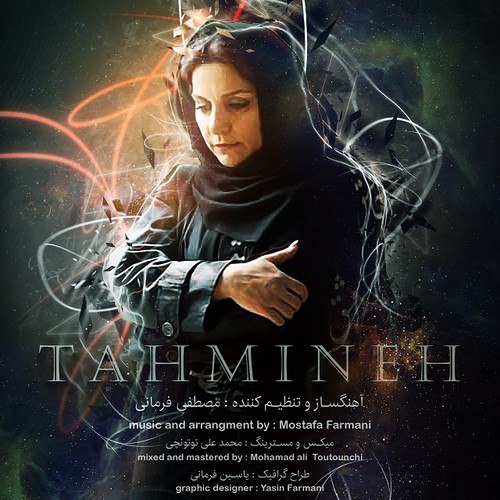 TAHMINEH
آهنگساز و تنظیم کننده : مصطفی فرمانی
music and arrangment by : Mostafa Farmani
میکس و مسترینگ : محمد علی توتونچی
mixed and mastered by : Mohamad ali Toutounchi
طراح گرافیک : یاسین فرمانی
graphic designer : Yasin Farmani